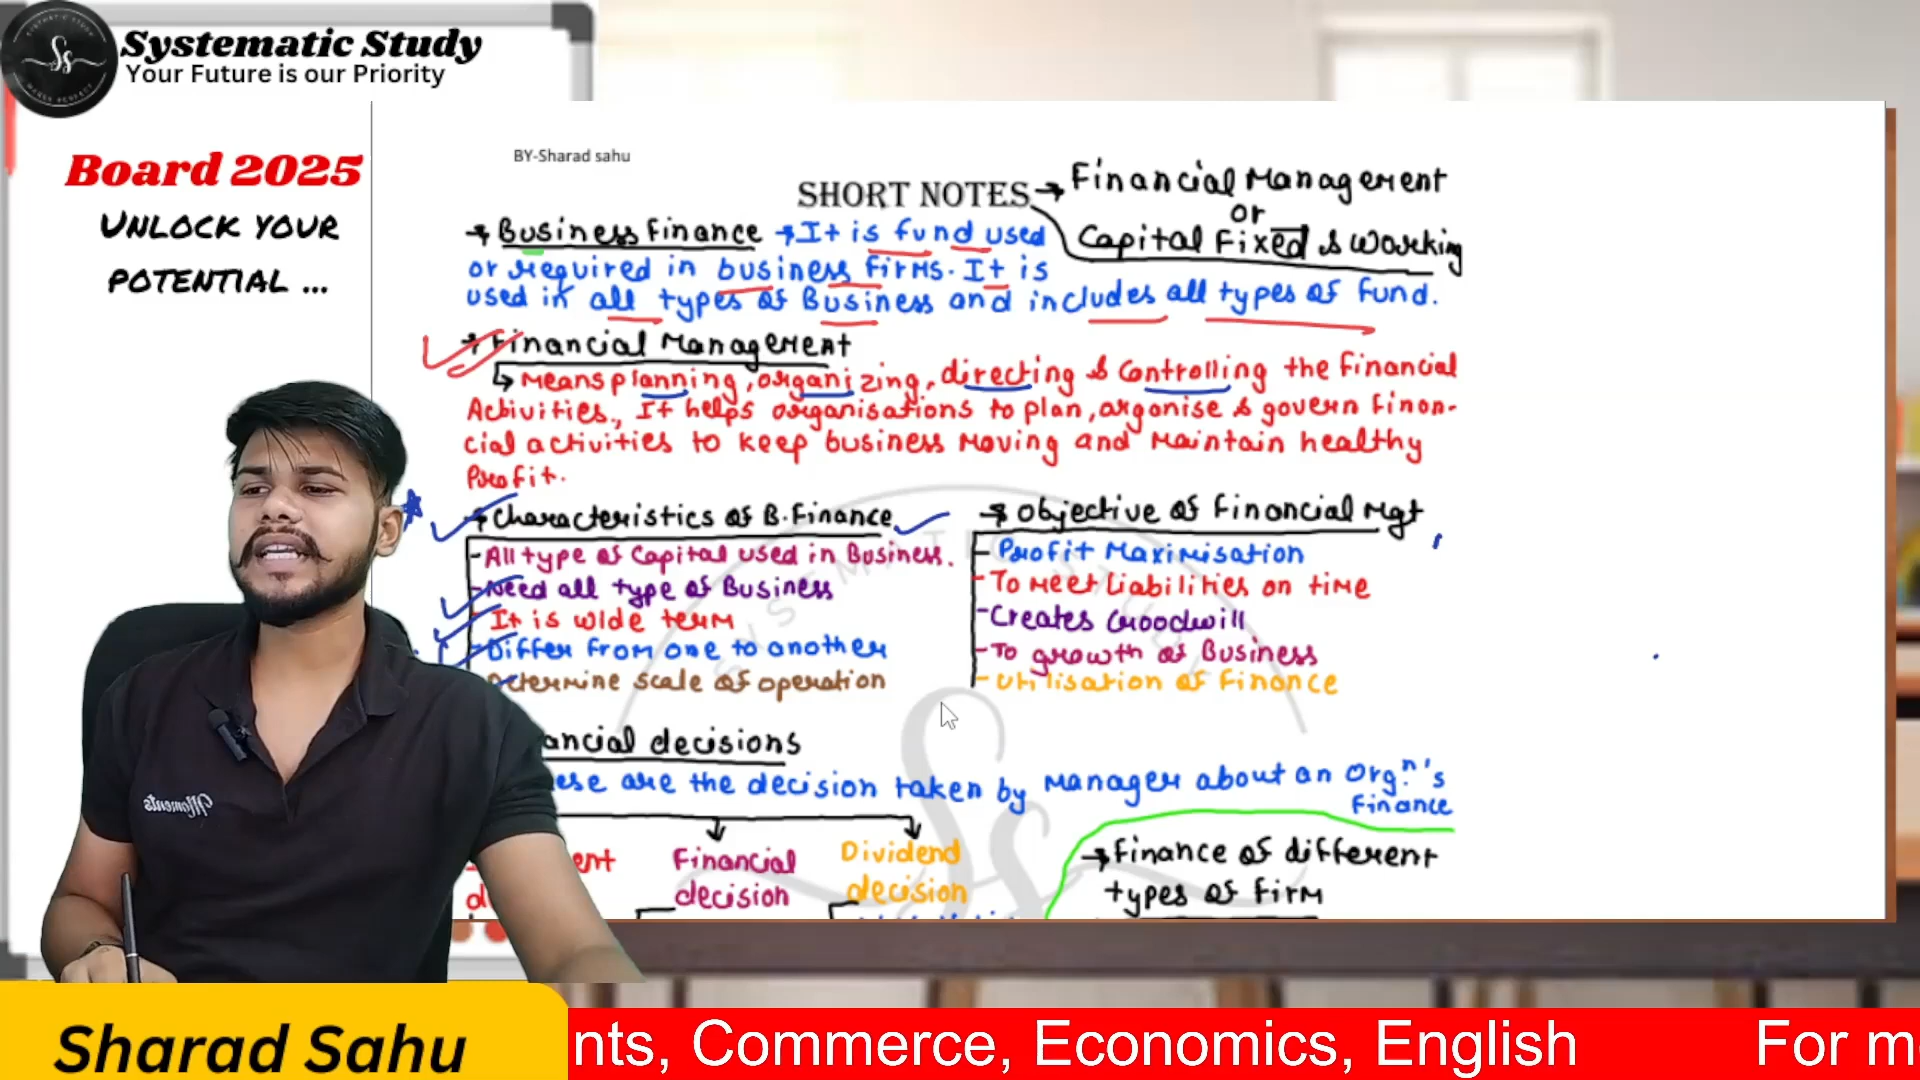 Systematic Study
Your Future is our Priority
Board 2025
UNLOCK YOUR
POTENTIAL ...
BY-Sharad sahu
SHORT NOTES → Financial Management
or
Capital Fixed & Working
→ Business Finance → It is fund used
or required in business firms. It is
used in all types of Business and includes all types of fund.
→ Financial Management
↳ Means planning, organizing, directing & controlling the financial
Activities., It helps organisations to plan, organise & govern finan-
cial activities to keep business moving and maintain healthy
Profit.
→ Characteristics of B.Finance
- All type of Capital used in Business.
- Need all type of Business
- It is wide term
- Differ from one to another
Determine scale of operation
→ Objective of Financial Mgt
- Profit Maximisation
- To meet liabilities on time
- Creates Goodwill
- To growth of Business
- Utilisation of Finance
ancial decisions
ese are the decision taken by Manager about an Orgn's
Finance
ent
d
Financial
decision
Dividend
decision
→ Finance of different
types of Firm
SYSTEMATIC STUDY
Ss
Moments
Sharad Sahu
nts, Commerce, Economics, English For m